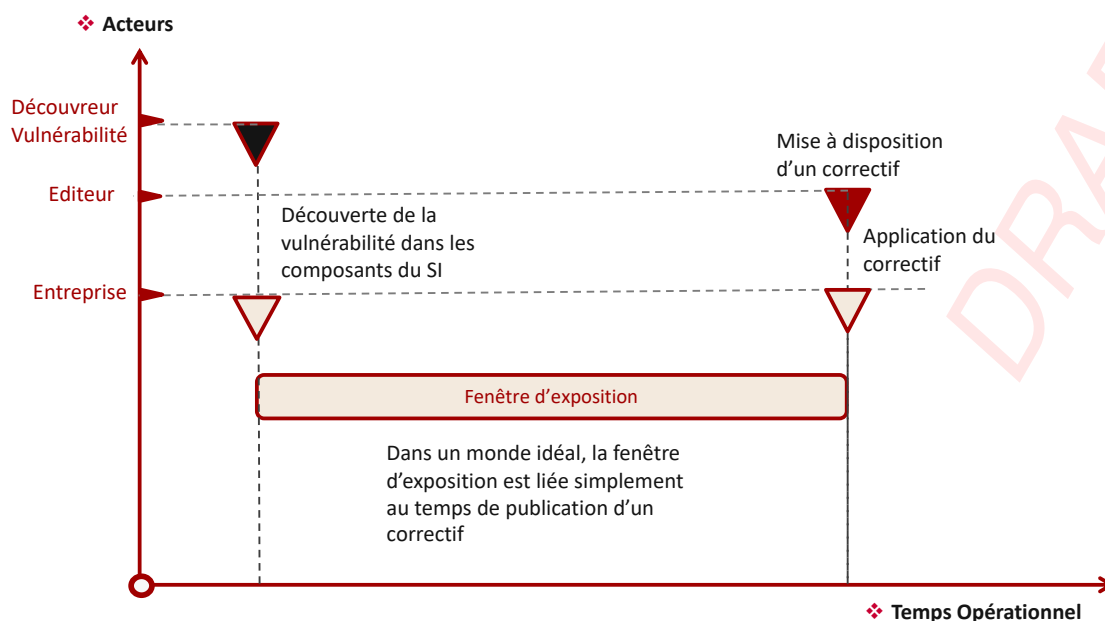 ❖ Acteurs
Découvreur
Vulnérabilité
Mise à disposition
d’un correctif
Editeur
Découverte de la
vulnérabilité dans les
composants du SI
Application du
correctif
Entreprise
Fenêtre d’exposition
Dans un monde idéal, la fenêtre
d’exposition est liée simplement
au temps de publication d’un
correctif
❖ Temps Opérationnel